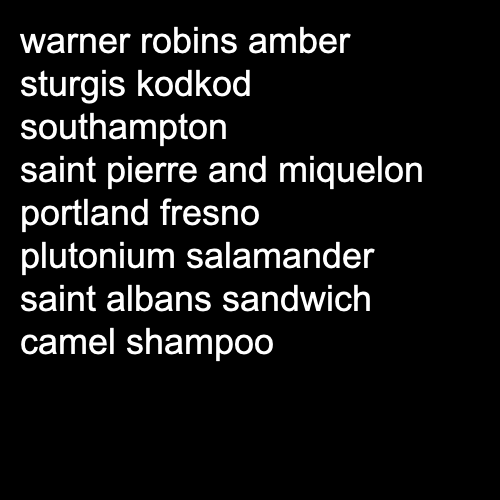 warner robins amber
sturgis kodkod
southampton
saint pierre and miquelon
portland fresno
plutonium salamander
saint albans sandwich
camel shampoo